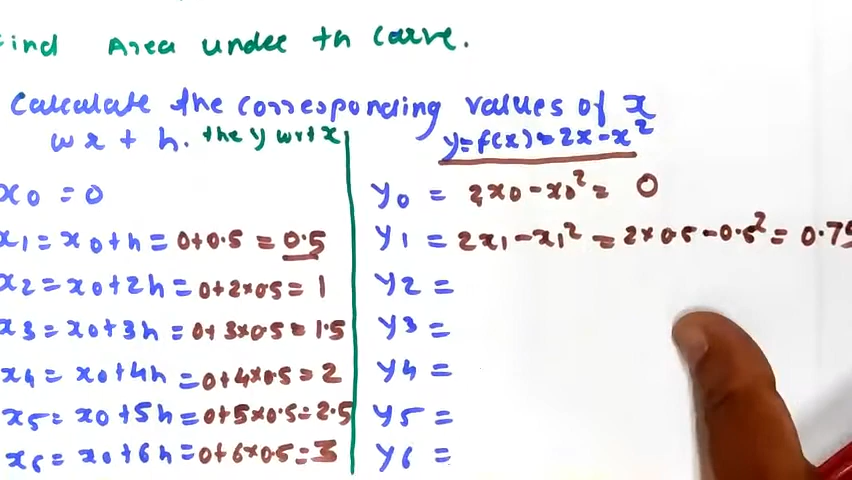 Find Area under th Carve.
Calculate the corresponding values of x
w r t h. the y wrt x
y=f(x)=2x-x²
x0 = 0
y0 = 2x0-x0² = 0
x1 = x0+h = 0+0.5 = 0.5
y1 = 2x1-x1² = 2×0.5-0.5² = 0.75
x2 = x0+2h = 0+2×0.5 = 1
y2 =
x3 = x0+3h = 0+3×0.5 = 1.5
y3 =
x4 = x0+4h = 0+4×0.5 = 2
y4 =
x5 = x0+5h = 0+5×0.5 = 2.5
y5 =
x6 = x0+6h = 0+6×0.5 = 3
y6 =